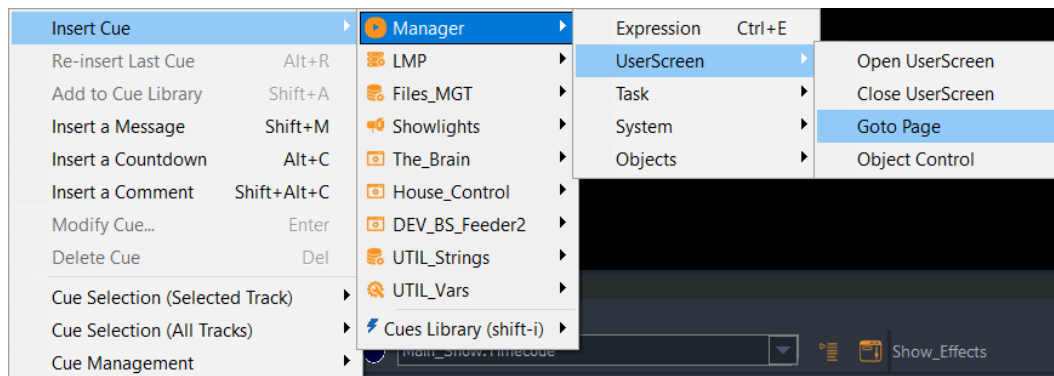 Insert Cue
Re-insert Last Cue Alt+R
Add to Cue Library Shift+A
Insert a Message Shift+M
Insert a Countdown Alt+C
Insert a Comment Shift+Alt+C
Modify Cue... Enter
Delete Cue Del
Cue Selection (Selected Track)
Cue Selection (All Tracks)
Cue Management
Manager
LMP
Files_MGT
Showlights
The_Brain
House_Control
DEV_BS_Feeder2
UTIL_Strings
UTIL_Vars
Cues Library (shift-i)
Expression Ctrl+E
UserScreen
Task
System
Objects
Open UserScreen
Close UserScreen
Goto Page
Object Control
Main_Show.Timecode
Show_Effects